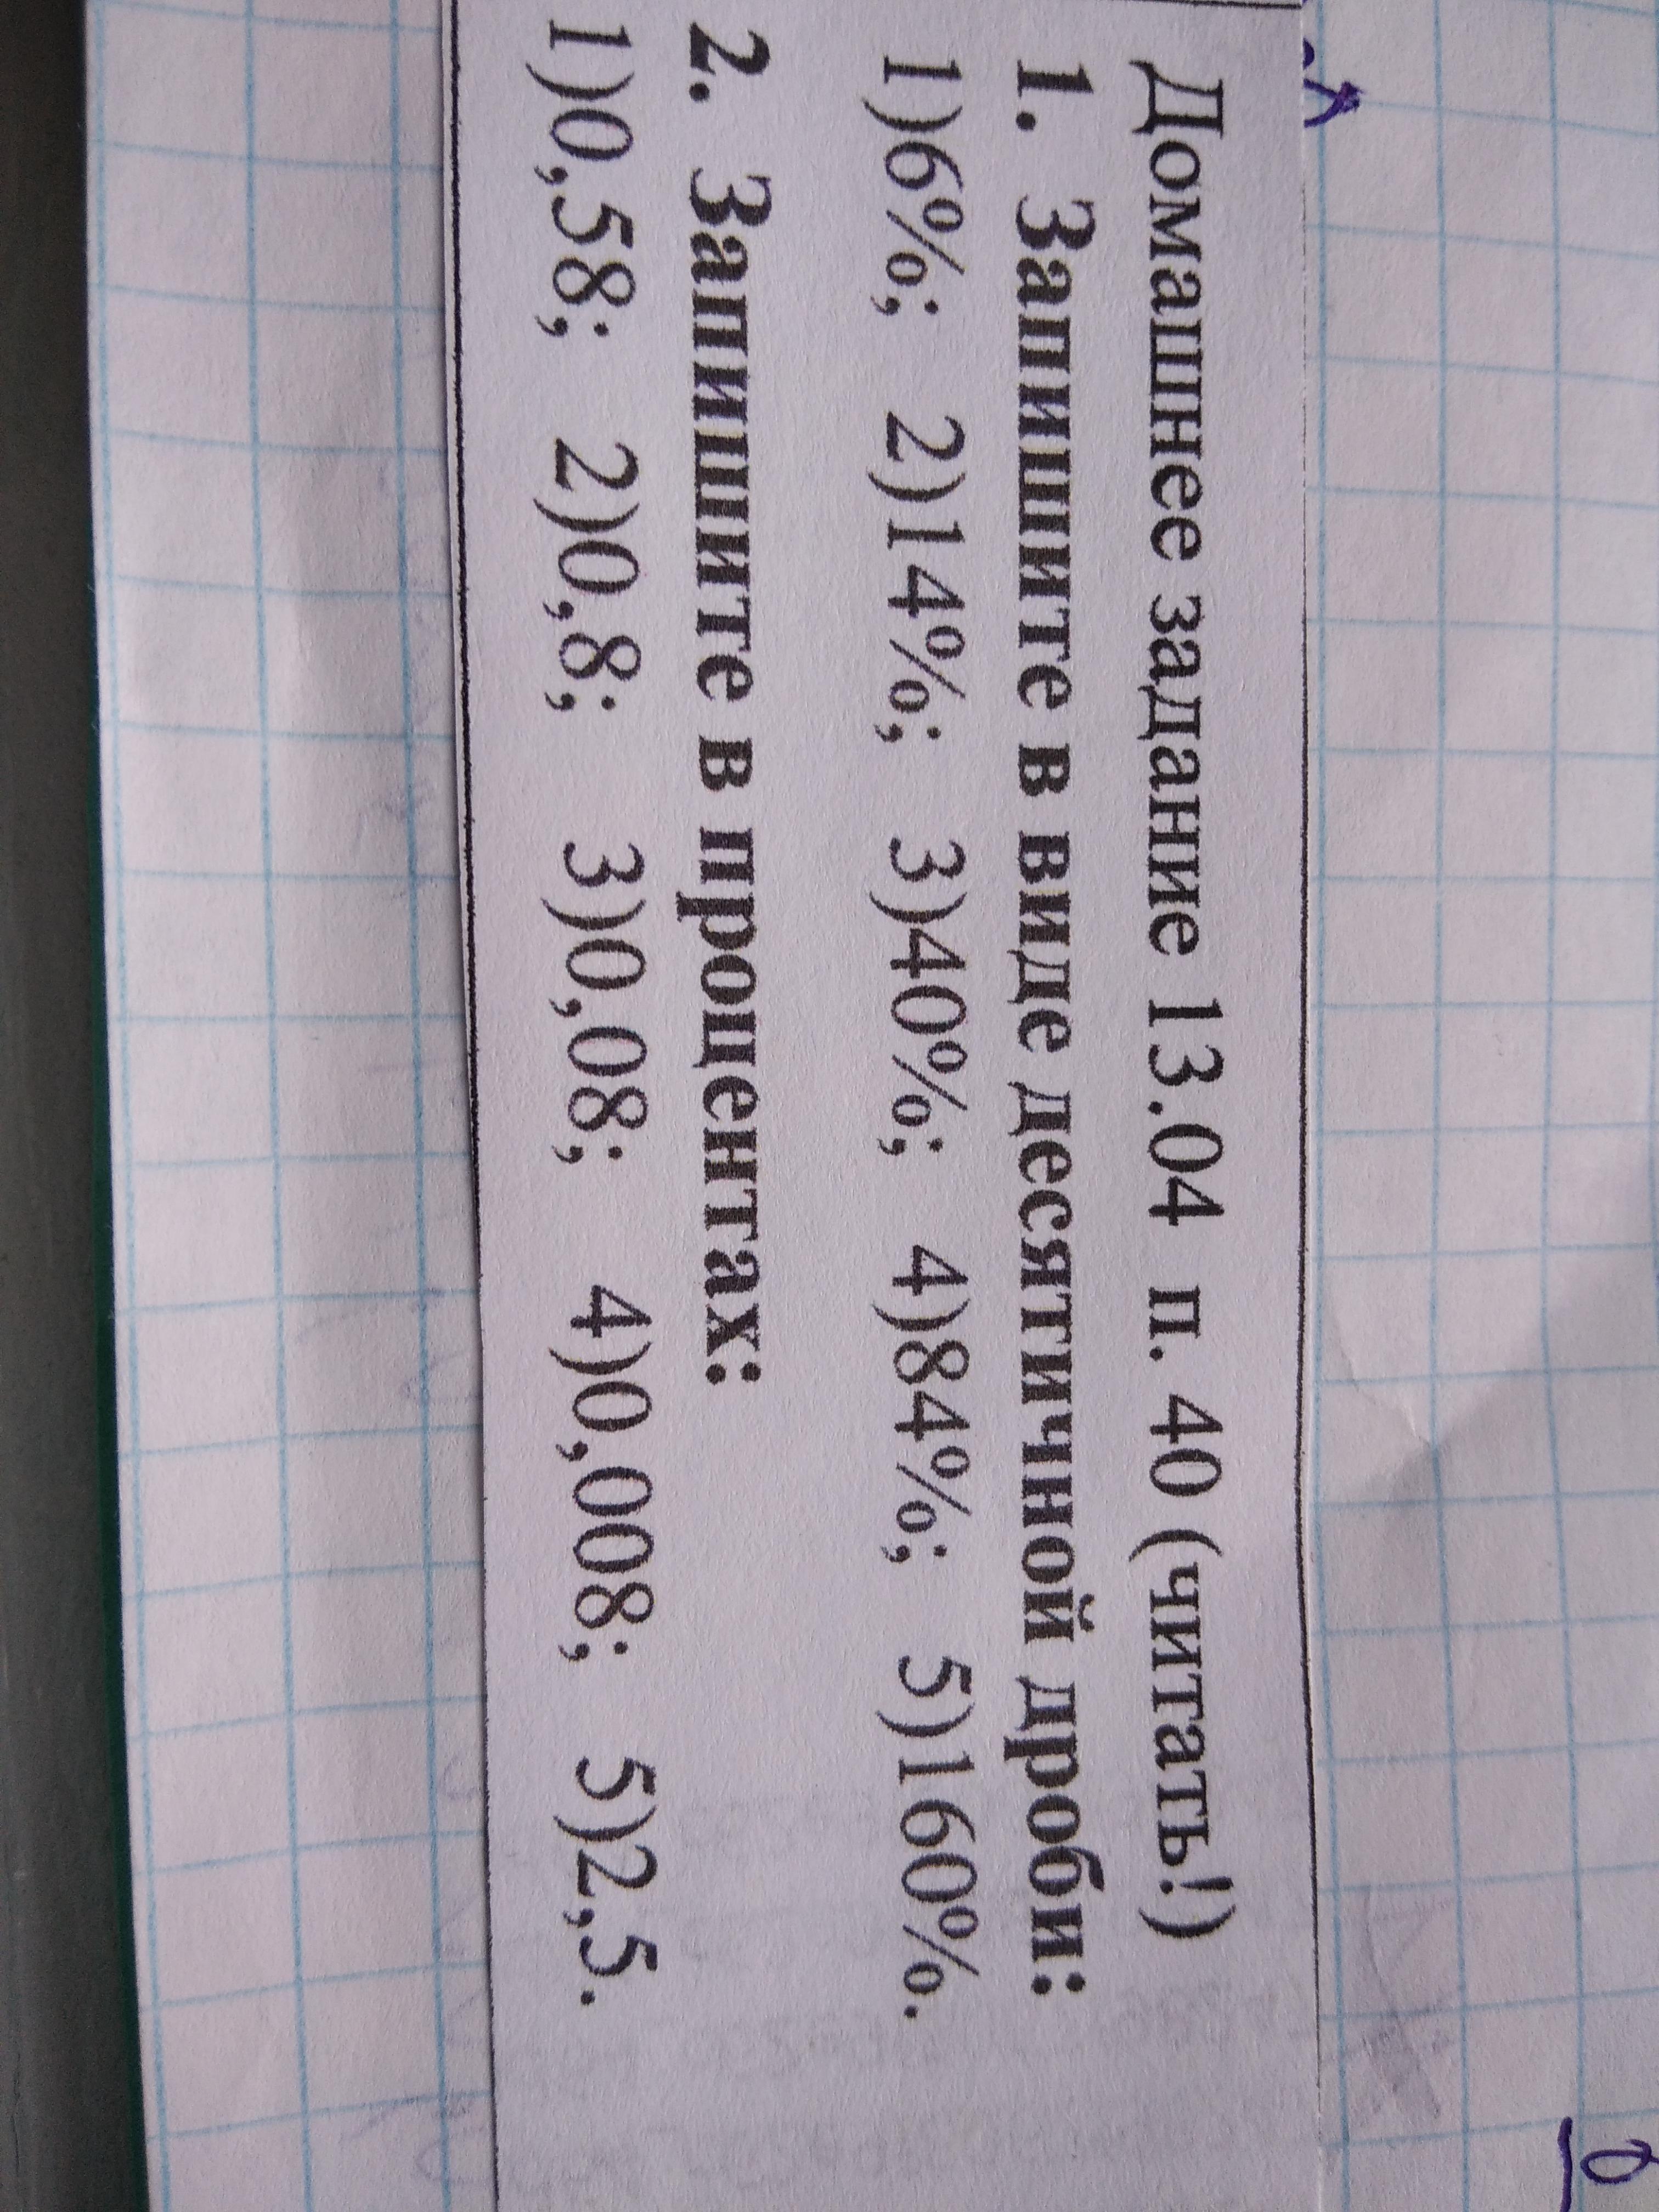 Домашнее задание 13.04 п. 40 (читать!)
1. Запишите в виде десятичной дроби:
1)6%; 2)14%; 3)40%; 4)84%; 5)160%.
2. Запишите в процентах:
1)0,58; 2)0,8; 3)0,08; 4)0,008; 5)2,5.